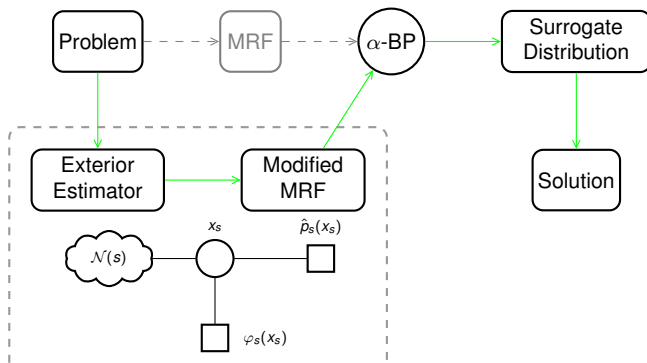 Problem
MRF
α-BP
Surrogate
Distribution
Exterior
Estimator
Modified
MRF
Solution
x_s
p̂_s(x_s)
𝒩(s)
φ_s(x_s)